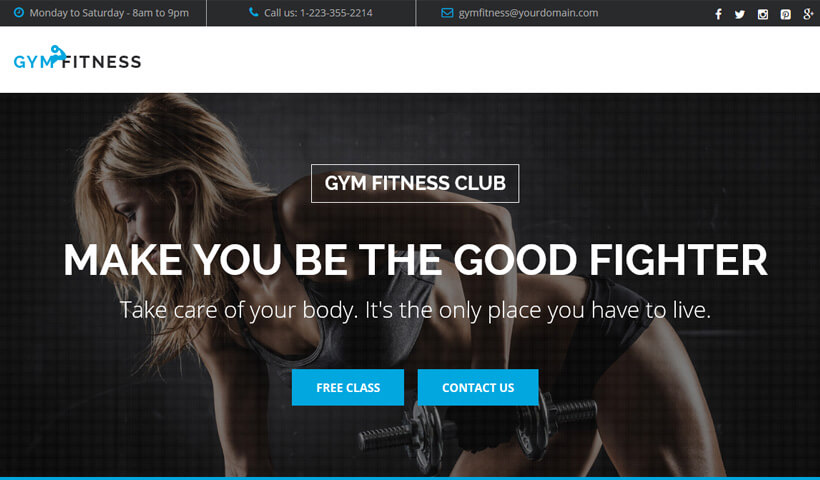 Monday to Saturday - 8am to 9pm
Call us: 1-223-355-2214
gymfitness@yourdomain.com
GYM FITNESS
GYM FITNESS CLUB
MAKE YOU BE THE GOOD FIGHTER
Take care of your body. It's the only place you have to live.
FREE CLASS
CONTACT US